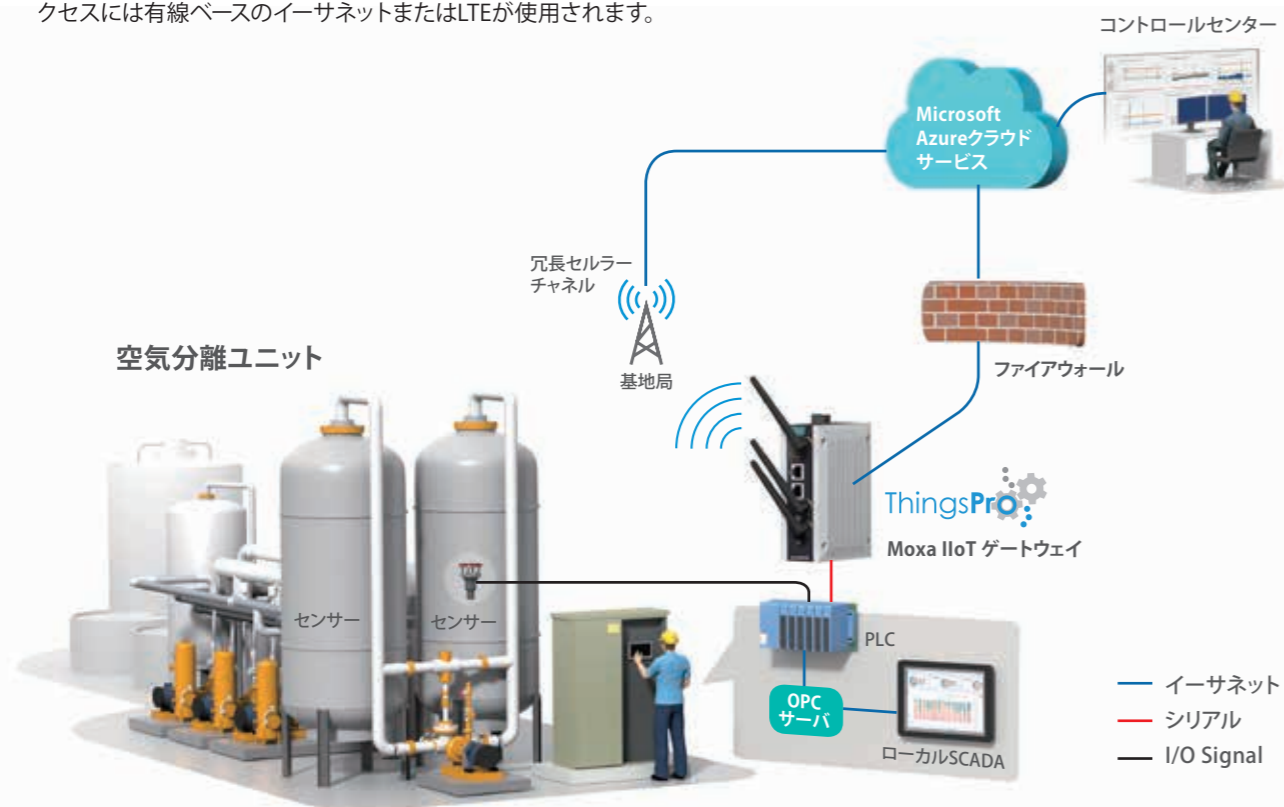 クセスには有線ベースのイーサネットまたはLTEが使用されます。
コントロールセンター
Microsoft
Azureクラウド
サービス
冗長セルラー
チャネル
基地局
ファイアウォール
空気分離ユニット
ThingsPro
Moxa IIoT ゲートウェイ
センサー
センサー
PLC
OPC
サーバ
ローカルSCADA
イーサネット
シリアル
I/O Signal